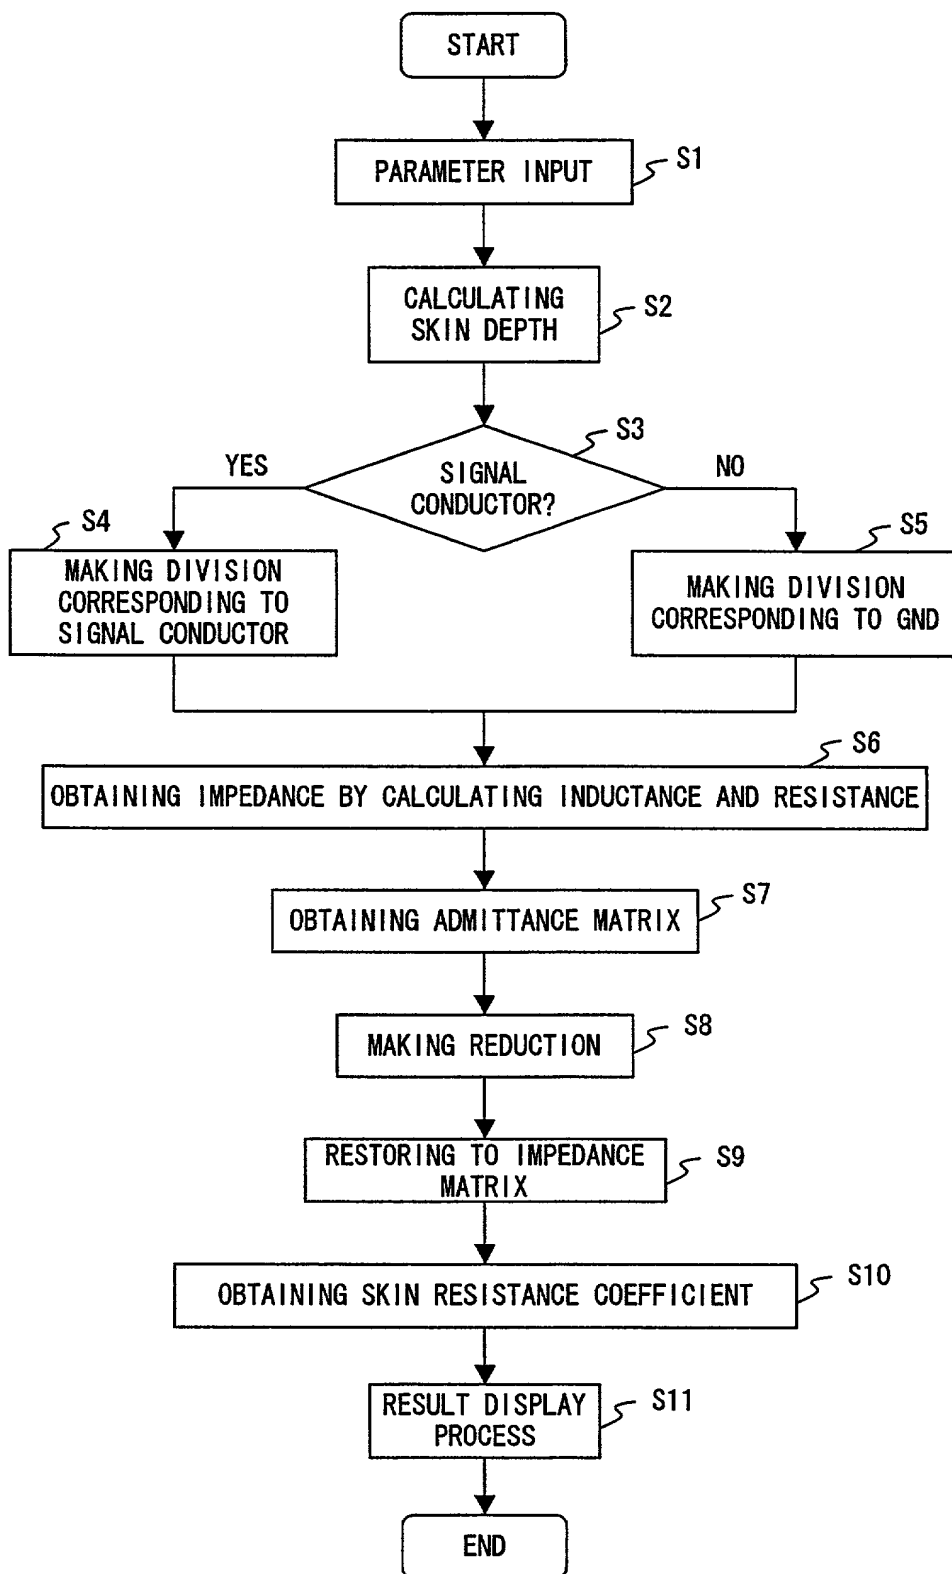 START
PARAMETER INPUT
S1
CALCULATING
SKIN DEPTH
S2
S3
SIGNAL
CONDUCTOR?
YES
NO
S4
MAKING DIVISION
CORRESPONDING TO
SIGNAL CONDUCTOR
S5
MAKING DIVISION
CORRESPONDING TO GND
S6
OBTAINING IMPEDANCE BY CALCULATING INDUCTANCE AND RESISTANCE
S7
OBTAINING ADMITTANCE MATRIX
S8
MAKING REDUCTION
S9
RESTORING TO IMPEDANCE
MATRIX
S10
OBTAINING SKIN RESISTANCE COEFFICIENT
S11
RESULT DISPLAY
PROCESS
END